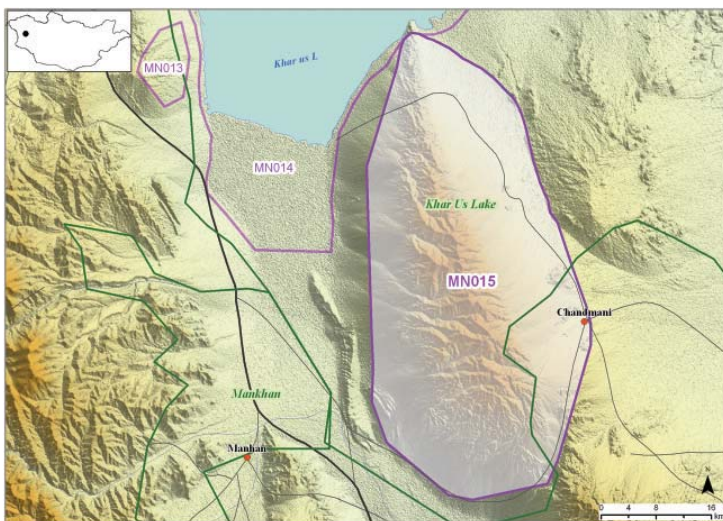 Khar us L
MN013
MN014
Khar Us Lake
MN015
Chandmani
Mankhan
Manhan
N
0 4 8 16
km